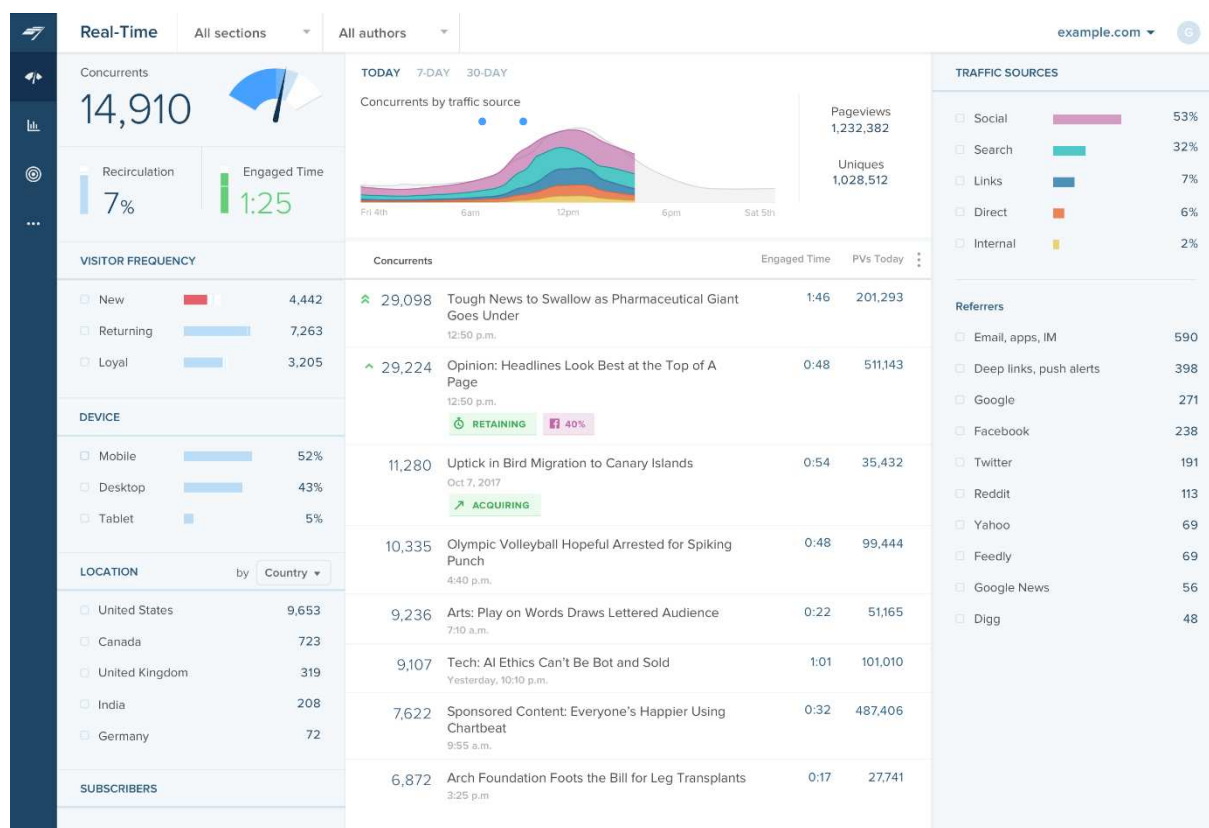 Real-Time
All sections
All authors
example.com
G
Concurrents
14,910
Recirculation
7%
Engaged Time
1:25
VISITOR FREQUENCY
New 4,442
Returning 7,263
Loyal 3,205
DEVICE
Mobile 52%
Desktop 43%
Tablet 5%
LOCATION by Country
United States 9,653
Canada 723
United Kingdom 319
India 208
Germany 72
SUBSCRIBERS
TODAY 7-DAY 30-DAY
Concurrents by traffic source
Fri 4th 6am 12pm 6pm Sat 5th
Pageviews
1,232,382
Uniques
1,028,512
Concurrents Engaged Time PVs Today
29,098 Tough News to Swallow as Pharmaceutical Giant 1:46 201,293
Goes Under
12:50 p.m.
29,224 Opinion: Headlines Look Best at the Top of A 0:48 511,143
Page
12:50 p.m.
RETAINING 40%
11,280 Uptick in Bird Migration to Canary Islands 0:54 35,432
Oct 7, 2017
ACQUIRING
10,335 Olympic Volleyball Hopeful Arrested for Spiking 0:48 99,444
Punch
4:40 p.m.
9,236 Arts: Play on Words Draws Lettered Audience 0:22 51,165
7:10 a.m.
9,107 Tech: AI Ethics Can't Be Bot and Sold 1:01 101,010
Yesterday, 10:10 p.m.
7,622 Sponsored Content: Everyone's Happier Using 0:32 487,406
Chartbeat
9:55 a.m.
6,872 Arch Foundation Foots the Bill for Leg Transplants 0:17 27,741
3:25 p.m
TRAFFIC SOURCES
Social 53%
Search 32%
Links 7%
Direct 6%
Internal 2%
Referrers
Email, apps, IM 590
Deep links, push alerts 398
Google 271
Facebook 238
Twitter 191
Reddit 113
Yahoo 69
Feedly 69
Google News 56
Digg 48